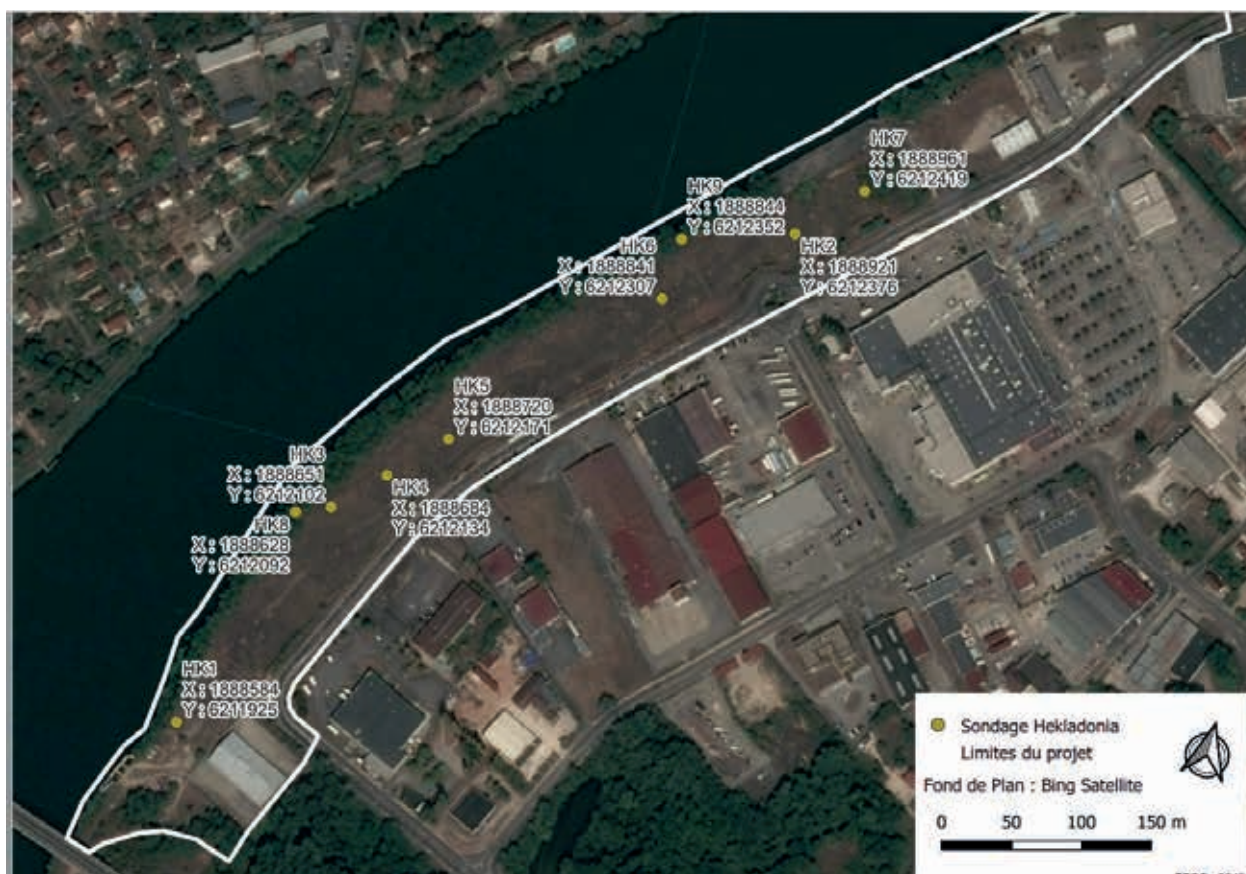 HK7
X : 1888961
Y : 6212419
HK9
X : 1888844
Y : 6212352
HK6
X : 1888841
Y : 6212307
HK2
X : 1888921
Y : 6212376
HK5
X : 1888720
Y : 6212171
HK3
X : 1888651
Y : 6212102
HK4
X : 1888684
Y : 6212134
HK8
X : 1888628
Y : 6212092
HK1
X : 1888584
Y : 6211925
Sondage Hekladonia
Limites du projet
Fond de Plan : Bing Satellite
0 50 100 150 m